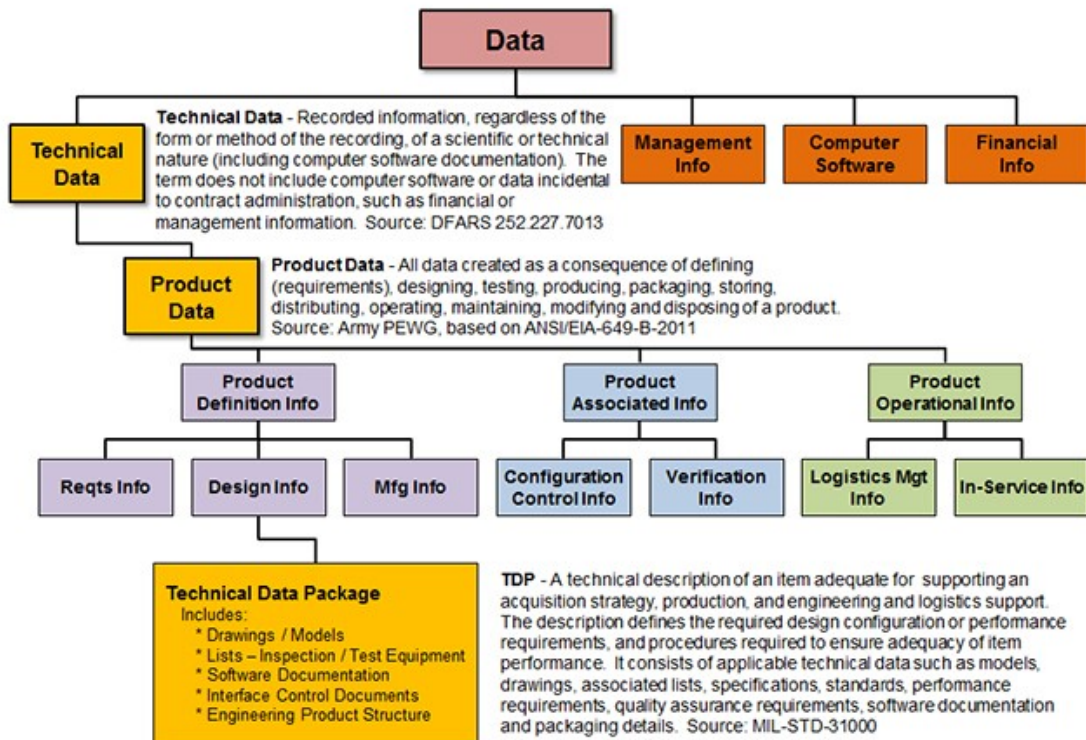 Data
Technical
Data
Technical Data - Recorded information, regardless of the
form or method of the recording, of a scientific or technical
nature (including computer software documentation). The
term does not include computer software or data incidental
to contract administration, such as financial or
management information. Source: DFARS 252.227.7013
Management
Info
Computer
Software
Financial
Info
Product
Data
Product Data - All data created as a consequence of defining
(requirements), designing, testing, producing, packaging, storing,
distributing, operating, maintaining, modifying and disposing of a product.
Source: Army PEWG, based on ANSI/EIA-649-B-2011
Product
Definition Info
Product
Associated Info
Product
Operational Info
Reqts Info
Design Info
Mfg Info
Configuration
Control Info
Verification
Info
Logistics Mgt
Info
In-Service Info
Technical Data Package
Includes:
* Drawings / Models
* Lists – Inspection / Test Equipment
* Software Documentation
* Interface Control Documents
* Engineering Product Structure
TDP - A technical description of an item adequate for supporting an
acquisition strategy, production, and engineering and logistics support.
The description defines the required design configuration or performance
requirements, and procedures required to ensure adequacy of item
performance. It consists of applicable technical data such as models,
drawings, associated lists, specifications, standards, performance
requirements, quality assurance requirements, software documentation
and packaging details. Source: MIL-STD-31000